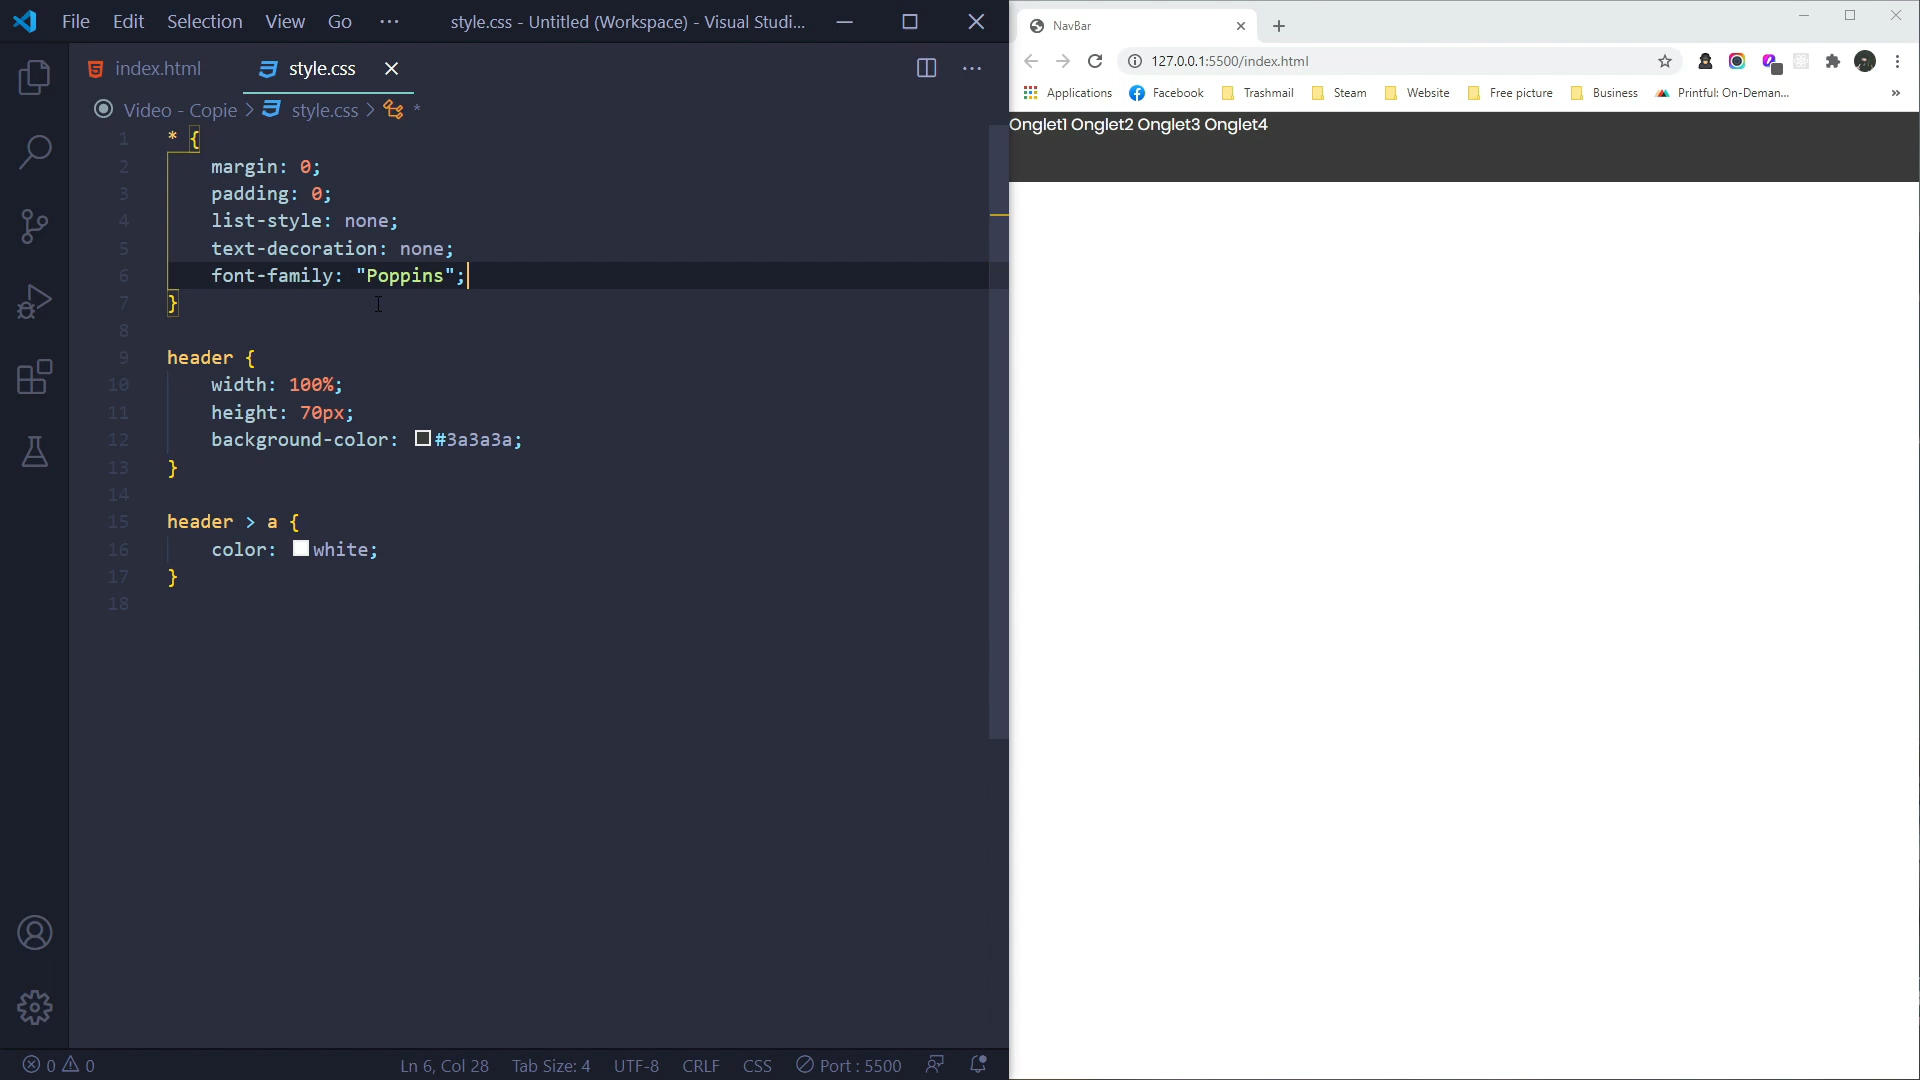 File Edit Selection View Go ··· style.css - Untitled (Workspace) - Visual Studi...
index.html style.css
Video - Copie > style.css > *
1 * {
2 margin: 0;
3 padding: 0;
4 list-style: none;
5 text-decoration: none;
6 font-family: "Poppins";
7 }
8
9 header {
10 width: 100%;
11 height: 70px;
12 background-color: #3a3a3a;
13 }
14
15 header > a {
16 color: white;
17 }
18
0 0 Ln 6, Col 28 Tab Size: 4 UTF-8 CRLF CSS Port : 5500
NavBar
127.0.0.1:5500/index.html
Applications Facebook Trashmail Steam Website Free picture Business Printful: On-Deman... »
Onglet1 Onglet2 Onglet3 Onglet4